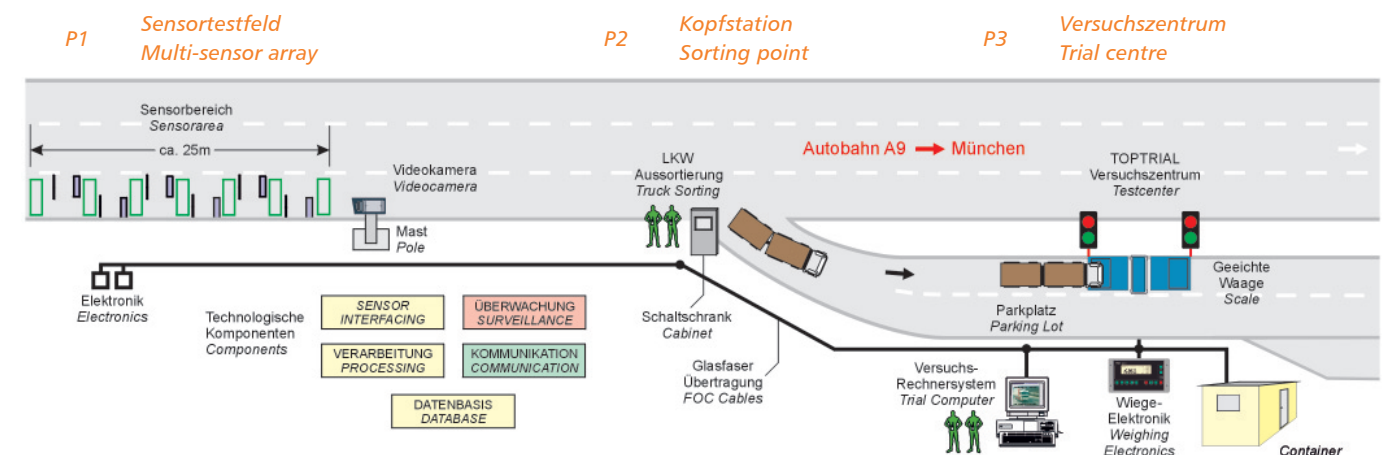 P1
Sensortestfeld
Multi-sensor array
P2
Kopfstation
Sorting point
P3
Versuchszentrum
Trial centre
Sensorbereich
Sensorarea
ca. 25m
Videokamera
Videocamera
Mast
Pole
LKW
Aussortierung
Truck Sorting
Autobahn A9
München
TOPTRIAL
Versuchszentrum
Testcenter
Geeichte
Waage
Scale
Parkplatz
Parking Lot
Elektronik
Electronics
Technologische
Komponenten
Components
SENSOR
INTERFACING
ÜBERWACHUNG
SURVEILLANCE
VERARBEITUNG
PROCESSING
KOMMUNIKATION
COMMUNICATION
DATENBASIS
DATABASE
Schaltschrank
Cabinet
Glasfaser
Übertragung
FOC Cables
Versuchs-
Rechnersystem
Trial Computer
Wiege-
Elektronik
Weighing
Electronics
Container